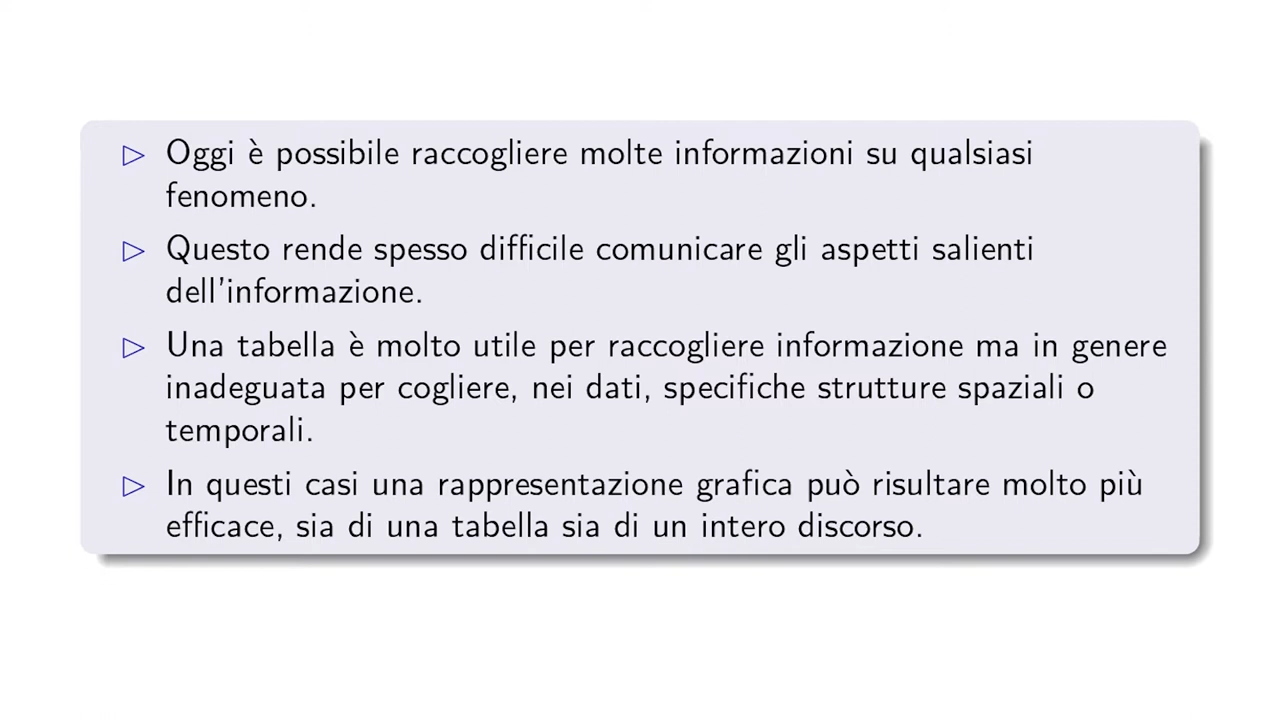 ▷ Oggi è possibile raccogliere molte informazioni su qualsiasi
fenomeno.
▷ Questo rende spesso difficile comunicare gli aspetti salienti
dell'informazione.
▷ Una tabella è molto utile per raccogliere informazione ma in genere
inadeguata per cogliere, nei dati, specifiche strutture spaziali o
temporali.
▷ In questi casi una rappresentazione grafica può risultare molto più
efficace, sia di una tabella sia di un intero discorso.